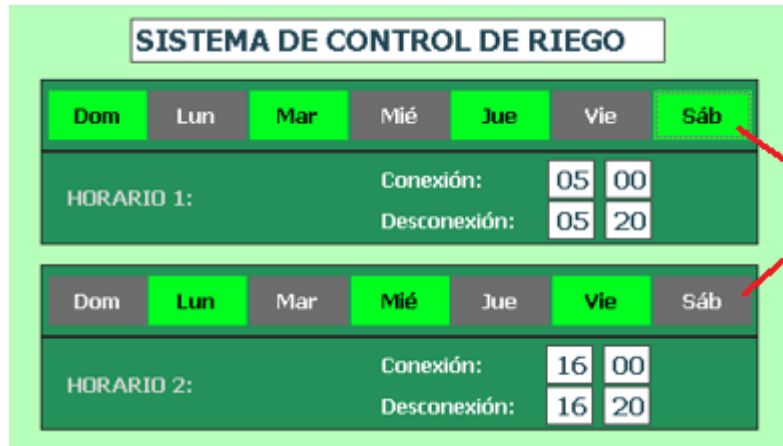 SISTEMA DE CONTROL DE RIEGO
Dom Lun Mar Mié Jue Vie Sáb
HORARIO 1:
Conexión: 05 00
Desconexión: 05 20
Dom Lun Mar Mié Jue Vie Sáb
HORARIO 2:
Conexión: 16 00
Desconexión: 16 20